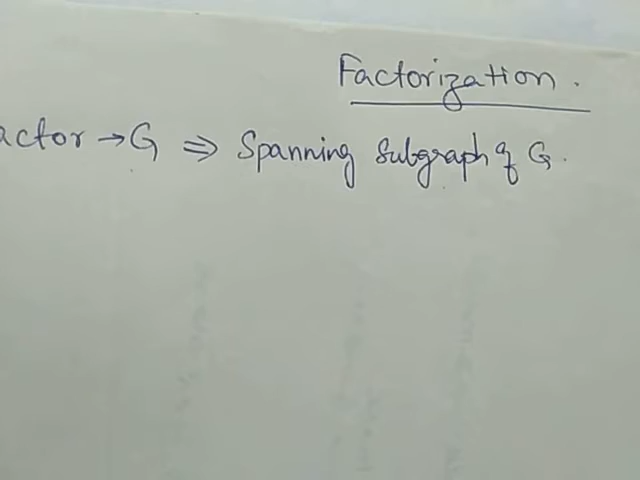 Factorization.
actor → G ⇒ Spanning Subgraph of G.